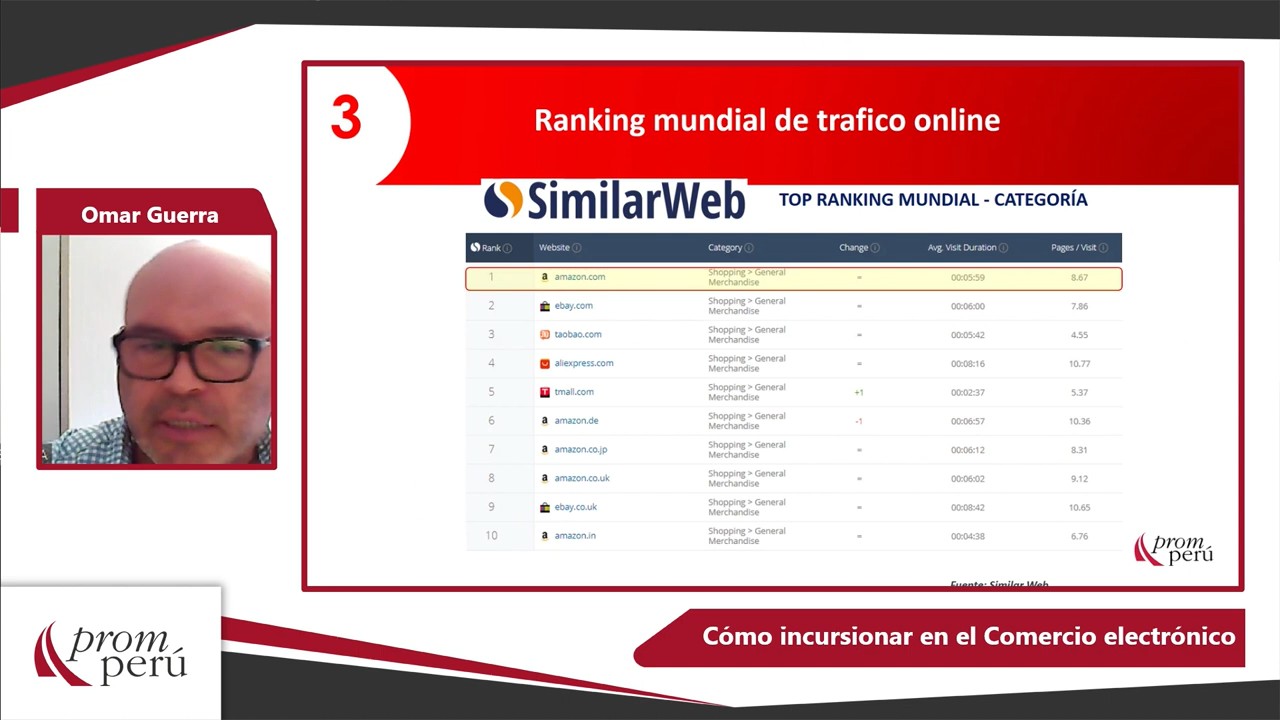 3
Ranking mundial de trafico online
SimilarWeb
TOP RANKING MUNDIAL - CATEGORÍA
Omar Guerra
Rank Website Category Change Avg. Visit Duration Pages / Visit
1 amazon.com Shopping > General Merchandise = 00:05:59 8.67
2 ebay.com Shopping > General Merchandise = 00:06:00 7.86
3 taobao.com Shopping > General Merchandise = 00:05:42 4.55
4 aliexpress.com Shopping > General Merchandise = 00:08:16 10.77
5 tmall.com Shopping > General Merchandise +1 00:02:37 5.37
6 amazon.de Shopping > General Merchandise -1 00:06:57 10.36
7 amazon.co.jp Shopping > General Merchandise = 00:06:12 8.31
8 amazon.co.uk Shopping > General Merchandise = 00:06:02 9.12
9 ebay.co.uk Shopping > General Merchandise = 00:08:42 10.65
10 amazon.in Shopping > General Merchandise = 00:04:38 6.76
prom
perú
Fuente: Similar Web
Cómo incursionar en el Comercio electrónico
prom
perú